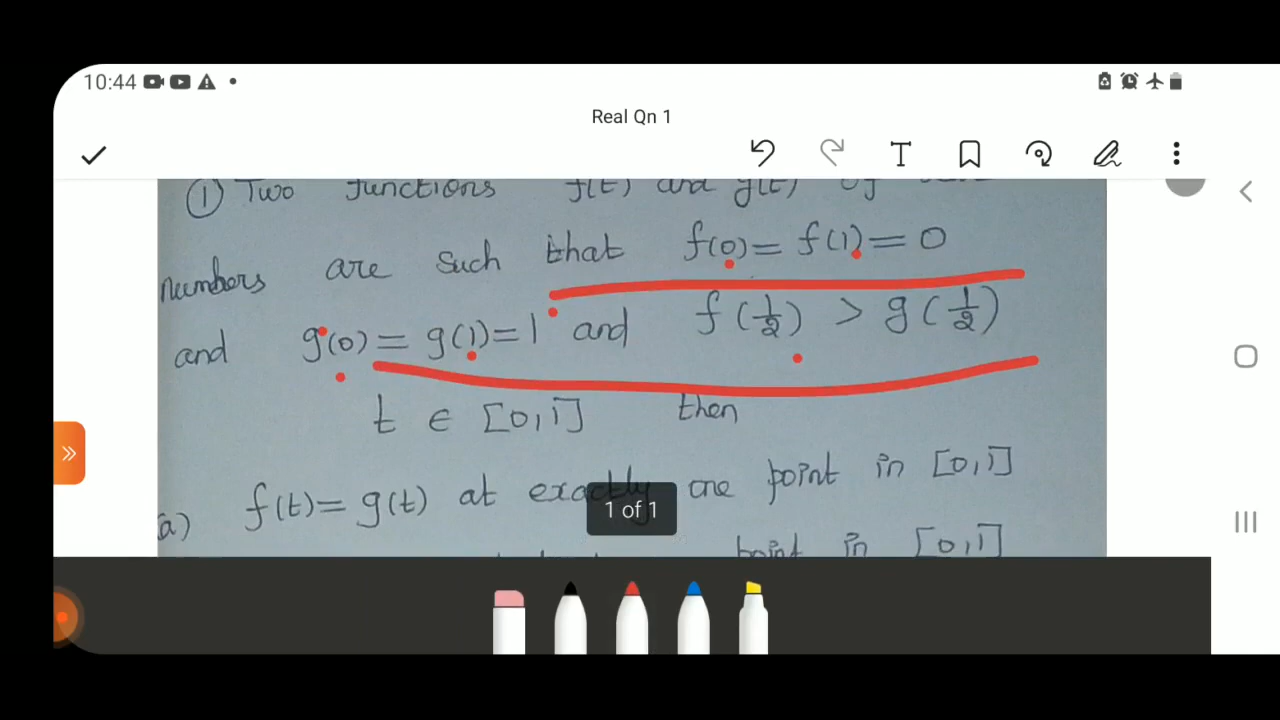 10:44
Real Qn 1
① Two functions f(t) and g(t) of
numbers are such that f(0) = f(1) = 0
and g(0) = g(1) = 1 and f(1/2) > g(1/2)
t ∈ [0,1] then
a) f(t) = g(t) at exactly one point in [0,1]
point in [0,1]
1 of 1